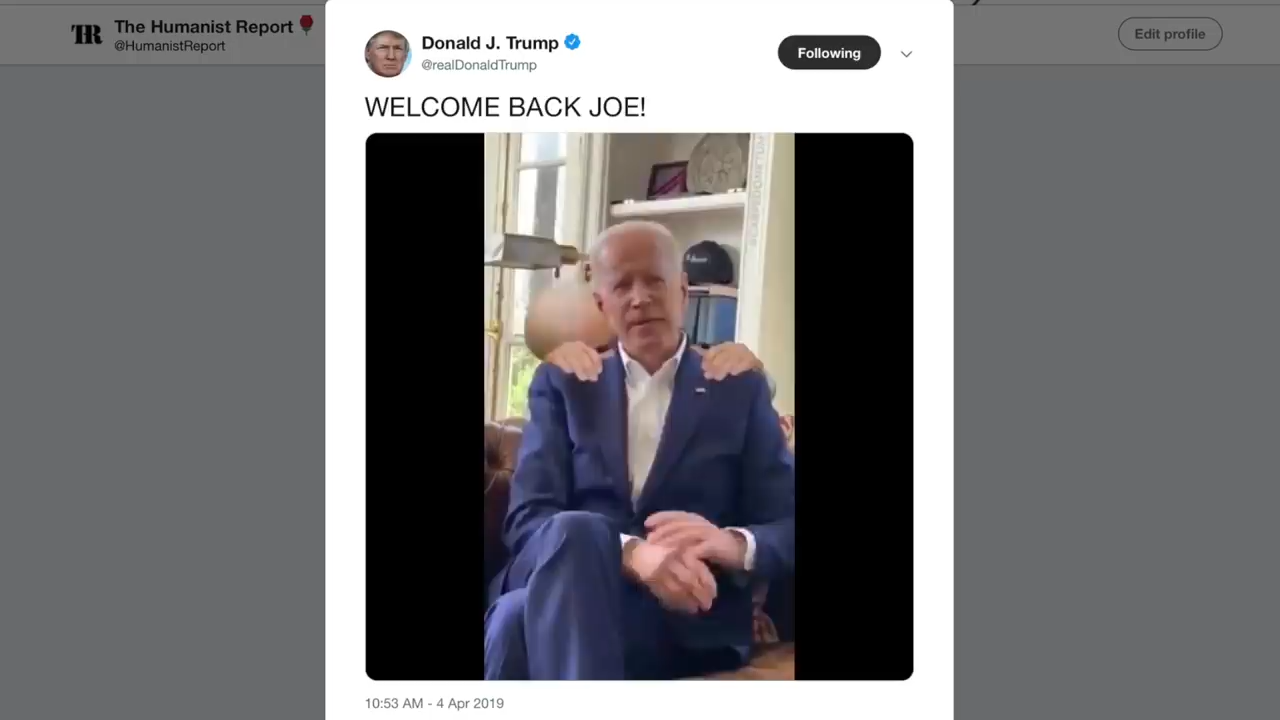 The Humanist Report
@HumanistReport
Edit profile
Donald J. Trump
@realDonaldTrump
Following
WELCOME BACK JOE!
10:53 AM - 4 Apr 2019